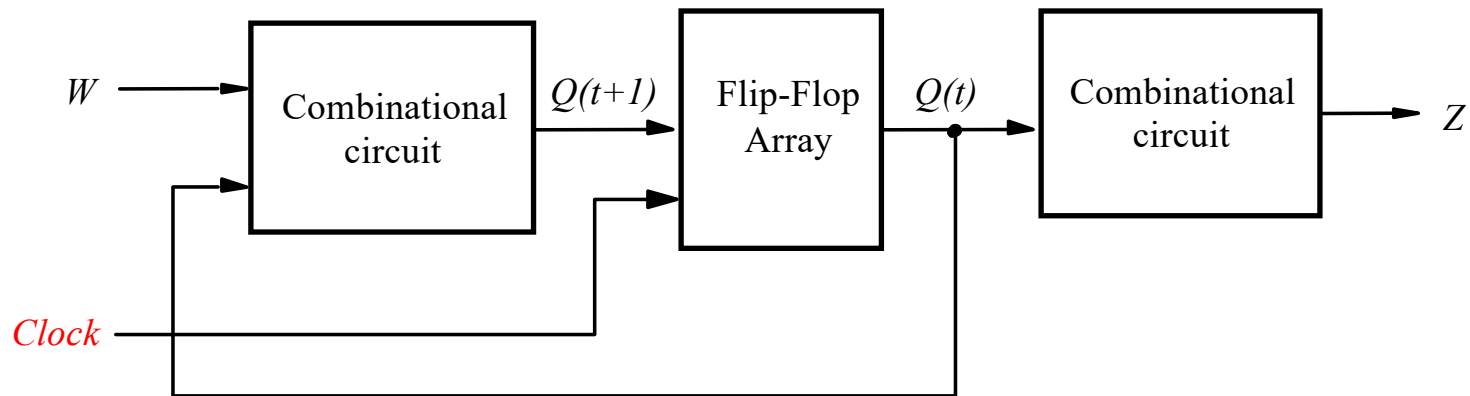 W
Combinational
circuit
Q(t+1)
Flip-Flop
Array
Q(t)
Combinational
circuit
Z
Clock